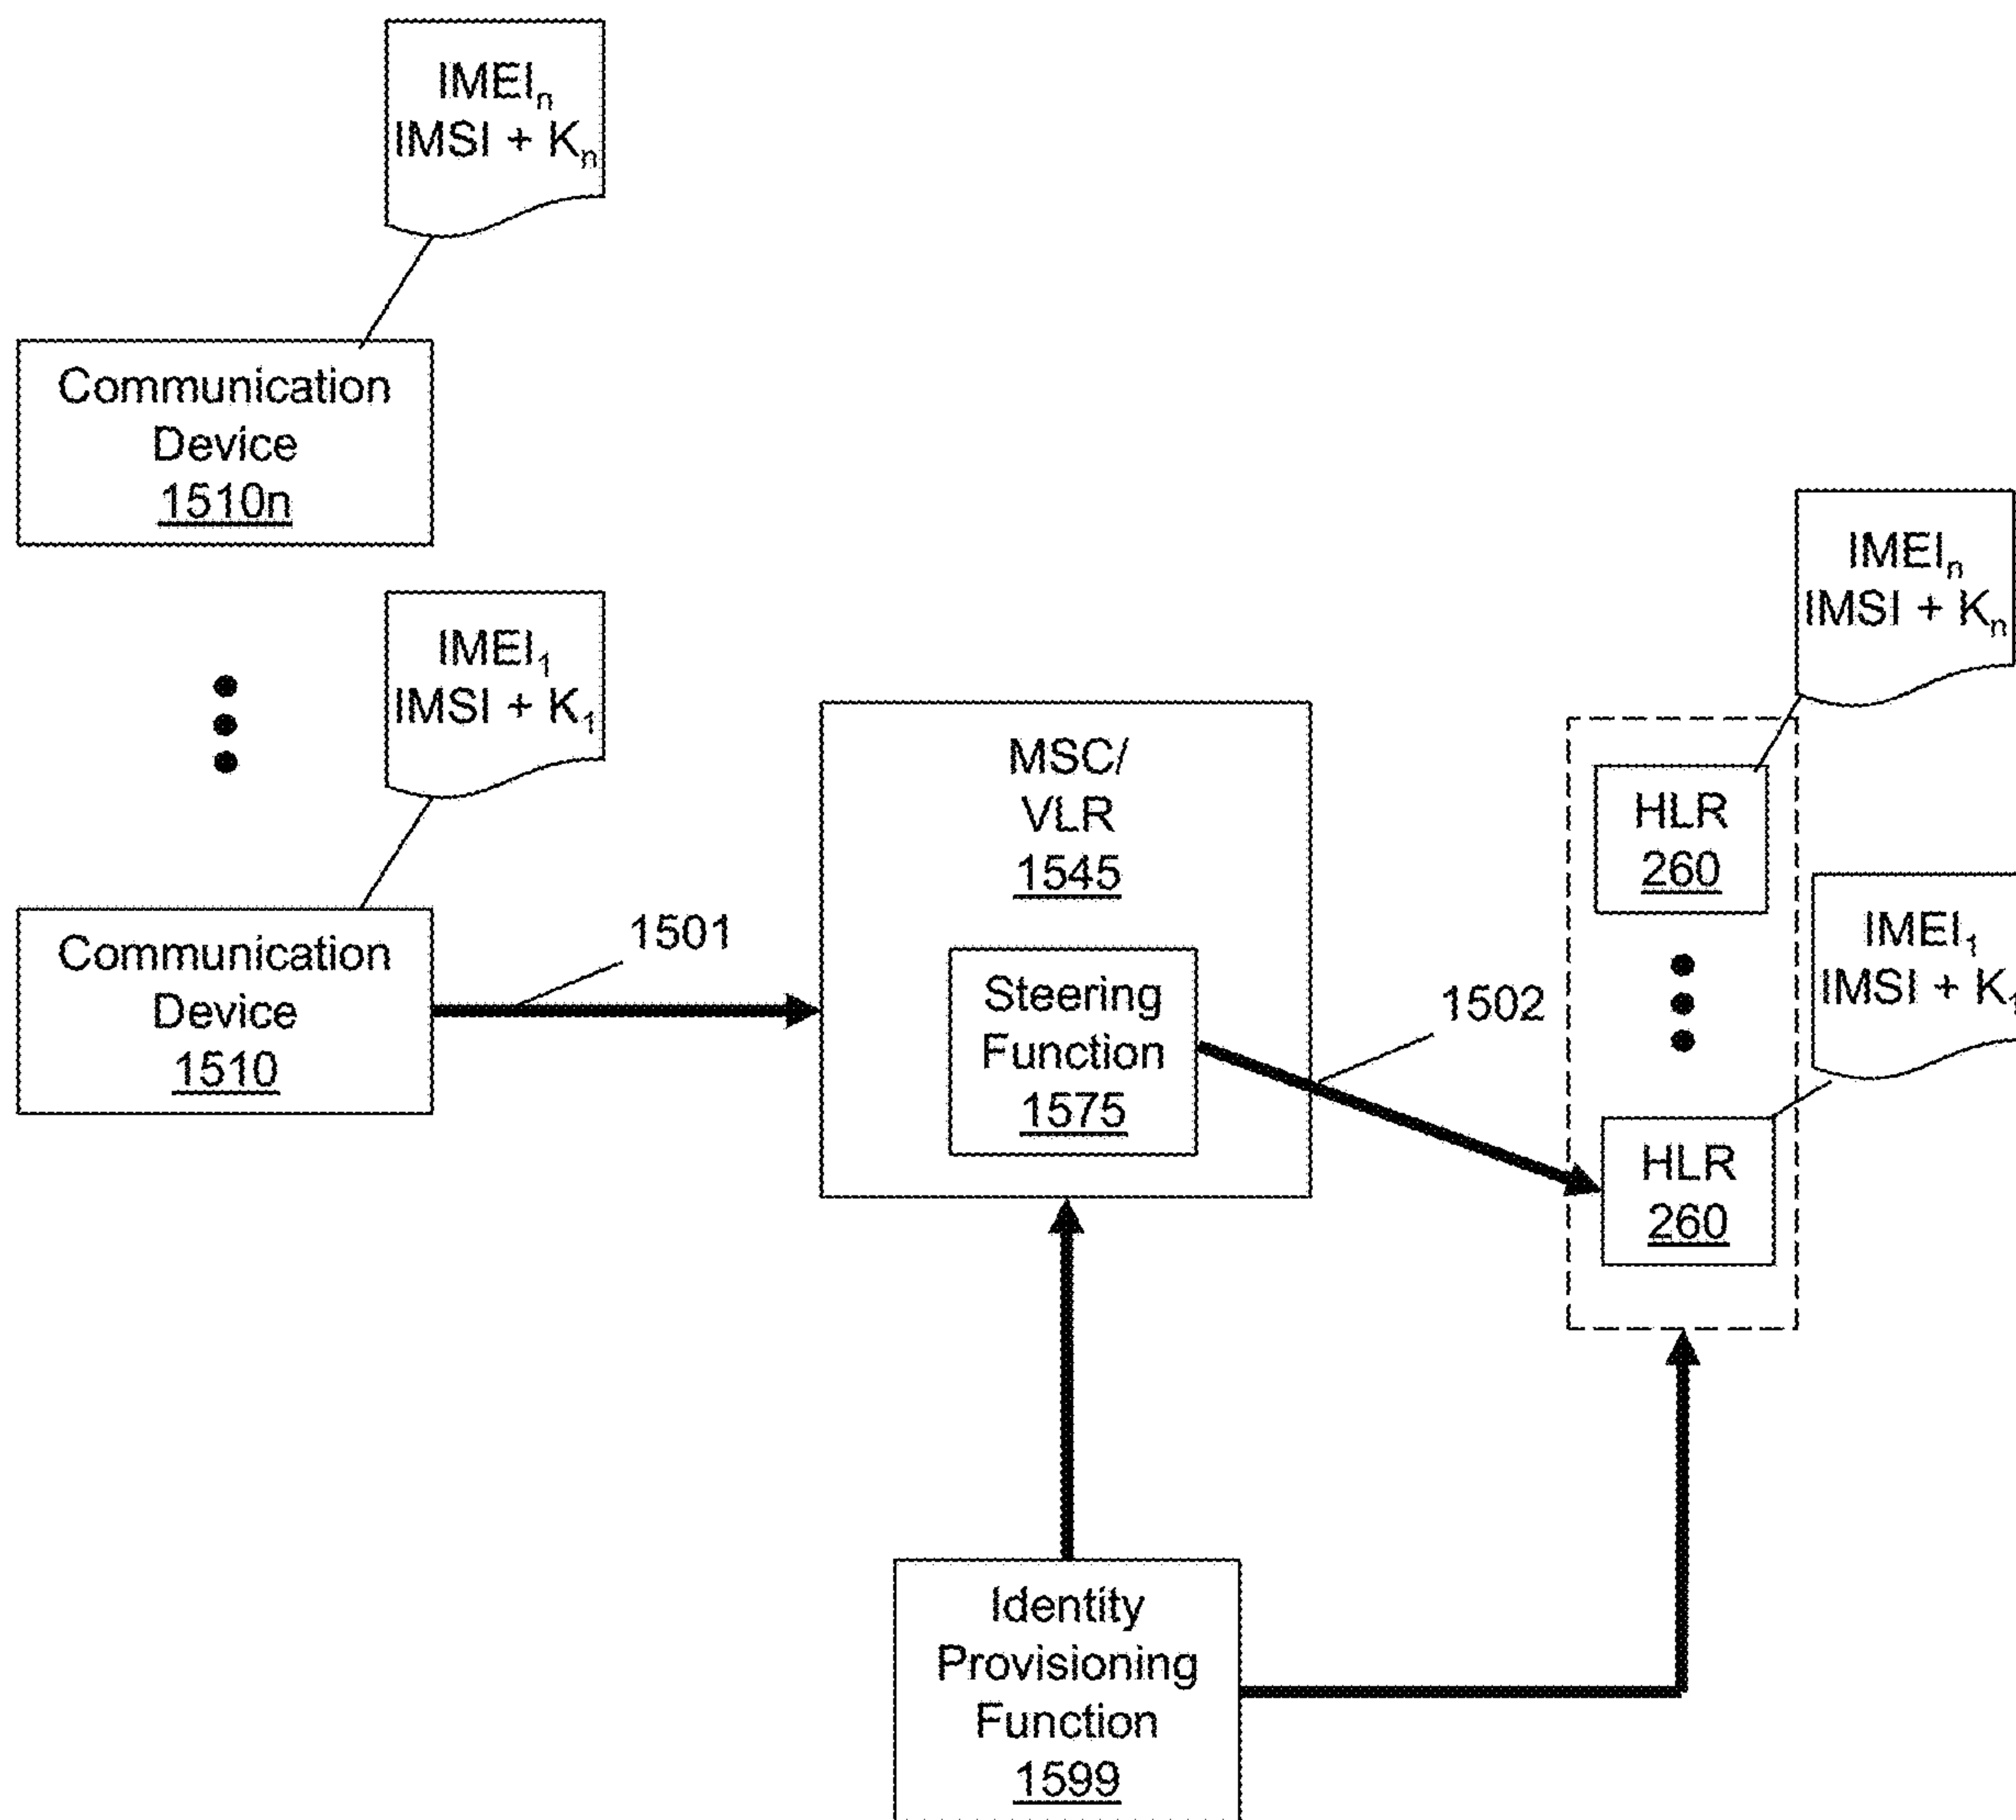 IMEIₙ
IMSI + Kₙ
Communication
Device
1510n
IMEI₁
IMSI + K₁
Communication
Device
1510
1501
MSC/
VLR
1545
Steering
Function
1575
1502
IMEIₙ
IMSI + Kₙ
HLR
260
IMEI₁
IMSI + K₁
HLR
260
Identity
Provisioning
Function
1599